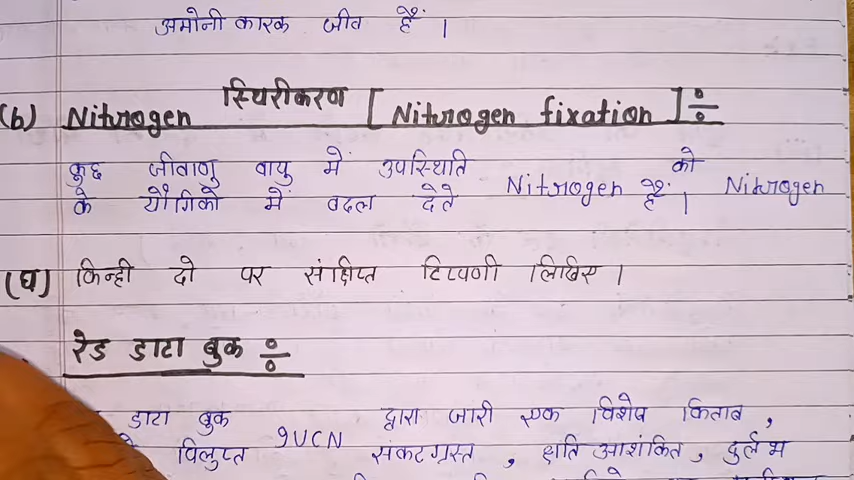 अमोनी कारक जीव हैं ।
(b) Nitrogen स्थिरीकरण [ Nitrogen fixation ] ÷
कुछ जीवाणु वायु में उपस्थिति Nitrogen को Nitrogen
के यौगिको में बदल देते हैं ।
(घ) किन्ही दो पर संक्षिप्त टिप्पणी लिखिए ।
रेड डाटा बुक ÷
डाटा बुक IUCN द्वारा जारी एक विशेष किताब ,
विलुप्त संकटग्रस्त , क्षति आशंकित , दुर्लभ